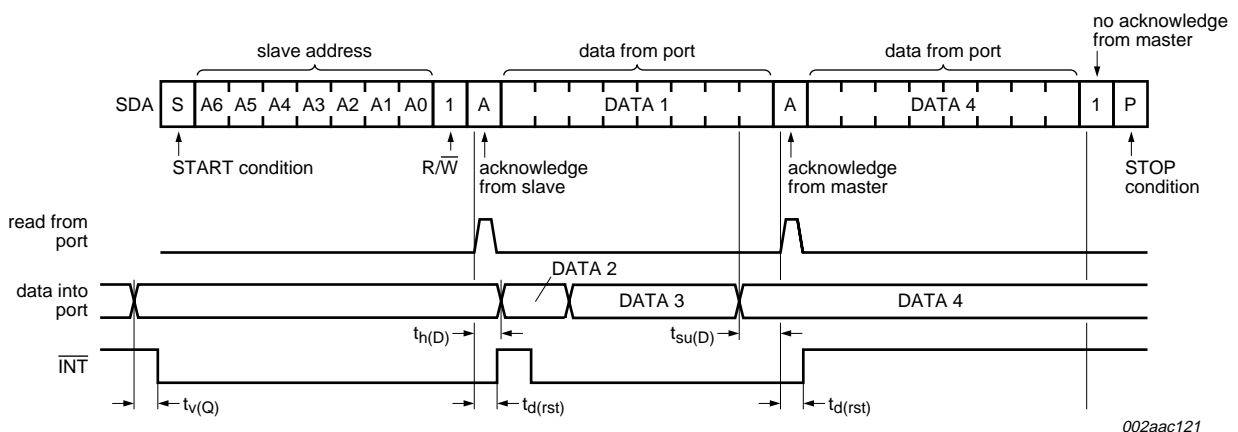 no acknowledge
from master
slave address
data from port
data from port
SDA
S A6 A5 A4 A3 A2 A1 A0 1 A DATA 1 A DATA 4 1 P
START condition
R/W̅
acknowledge
from slave
acknowledge
from master
STOP
condition
read from
port
DATA 2
data into
port
DATA 3
DATA 4
th(D)
tsu(D)
I̅N̅T̅
tv(Q)
td(rst)
td(rst)
002aac121